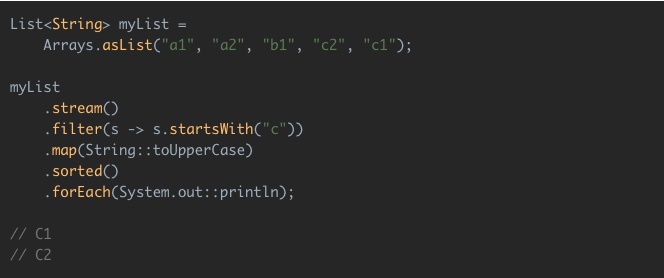 List<String> myList =
    Arrays.asList("a1", "a2", "b1", "c2", "c1");

myList
    .stream()
    .filter(s -> s.startsWith("c"))
    .map(String::toUpperCase)
    .sorted()
    .forEach(System.out::println);

// C1
// C2